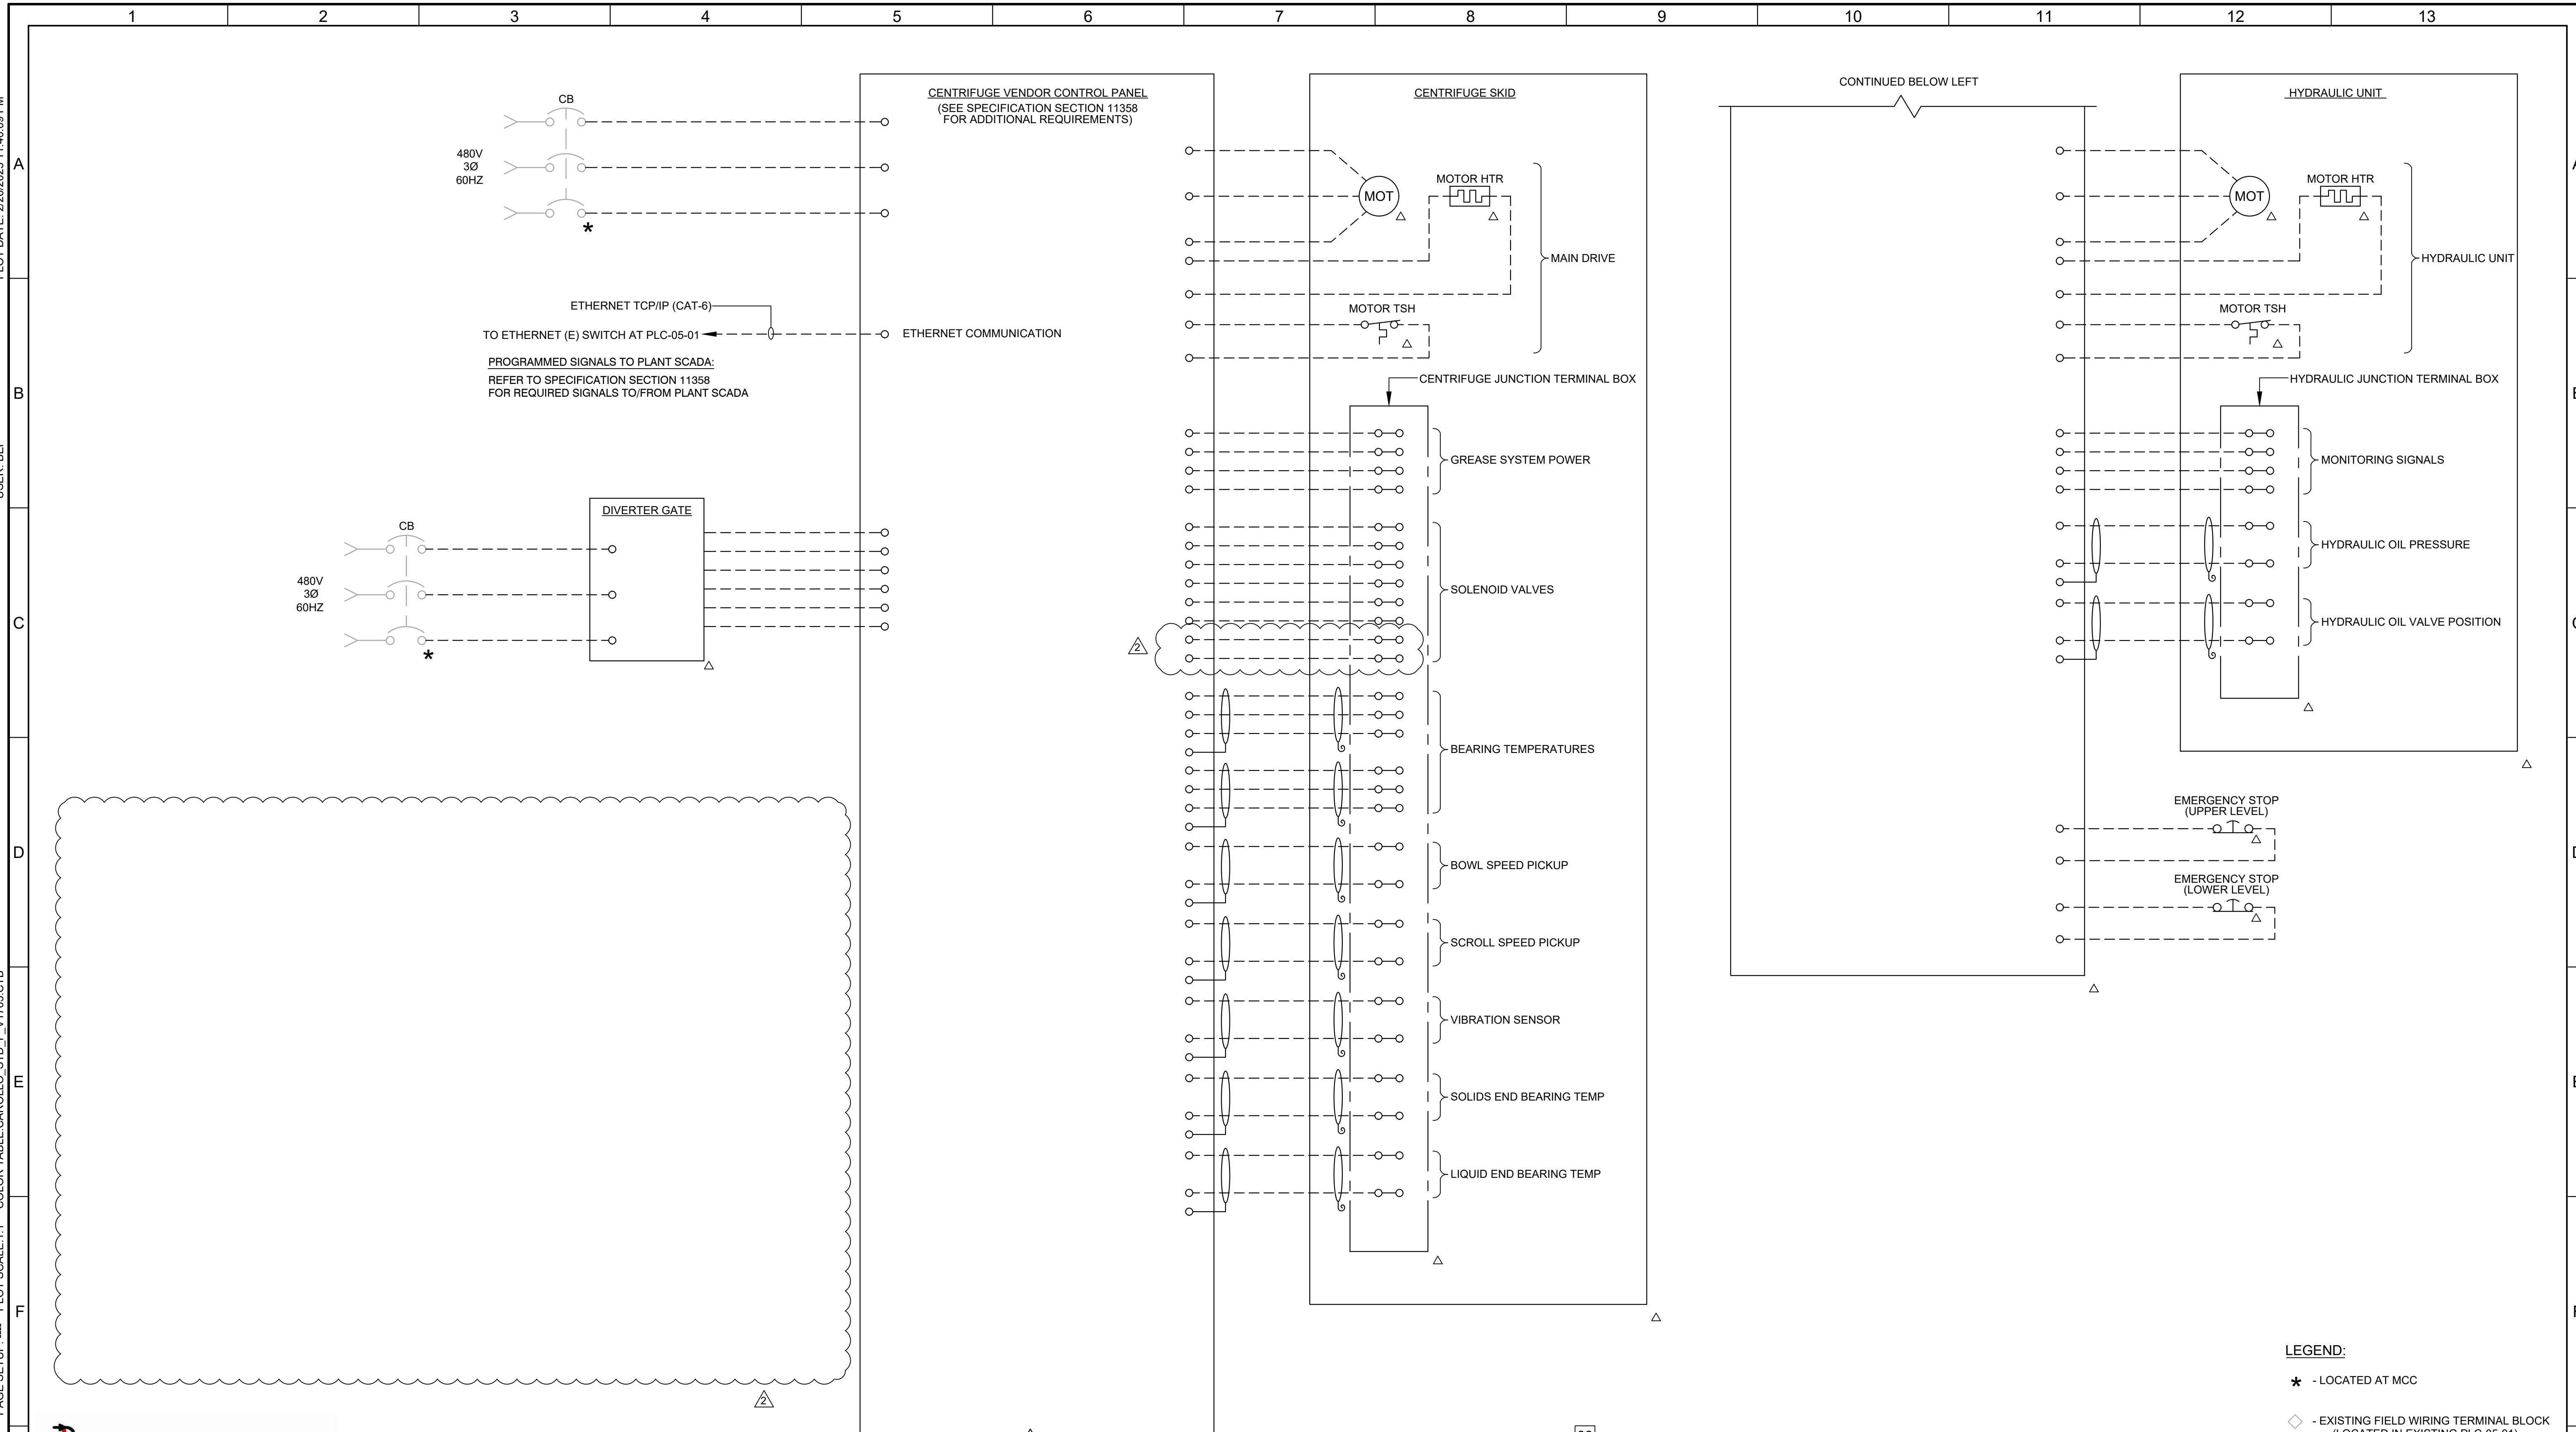 1 2 3 4 5 6 7 8 9 10 11 12 13
A
B
C
D
E
F
CB
480V
3Ø
60HZ
*
ETHERNET TCP/IP (CAT-6)
TO ETHERNET (E) SWITCH AT PLC-05-01
PROGRAMMED SIGNALS TO PLANT SCADA:
REFER TO SPECIFICATION SECTION 11358
FOR REQUIRED SIGNALS TO/FROM PLANT SCADA
CB
480V
3Ø
60HZ
*
DIVERTER GATE
2
CENTRIFUGE VENDOR CONTROL PANEL
(SEE SPECIFICATION SECTION 11358
FOR ADDITIONAL REQUIREMENTS)
ETHERNET COMMUNICATION
2
CENTRIFUGE SKID
MOT
MOTOR HTR
MAIN DRIVE
MOTOR TSH
CENTRIFUGE JUNCTION TERMINAL BOX
GREASE SYSTEM POWER
SOLENOID VALVES
BEARING TEMPERATURES
BOWL SPEED PICKUP
SCROLL SPEED PICKUP
VIBRATION SENSOR
SOLIDS END BEARING TEMP
LIQUID END BEARING TEMP
CONTINUED BELOW LEFT
HYDRAULIC UNIT
MOT
MOTOR HTR
HYDRAULIC UNIT
MOTOR TSH
HYDRAULIC JUNCTION TERMINAL BOX
MONITORING SIGNALS
HYDRAULIC OIL PRESSURE
HYDRAULIC OIL VALVE POSITION
EMERGENCY STOP
(UPPER LEVEL)
EMERGENCY STOP
(LOWER LEVEL)
LEGEND:
* - LOCATED AT MCC
- EXISTING FIELD WIRING TERMINAL BLOCK